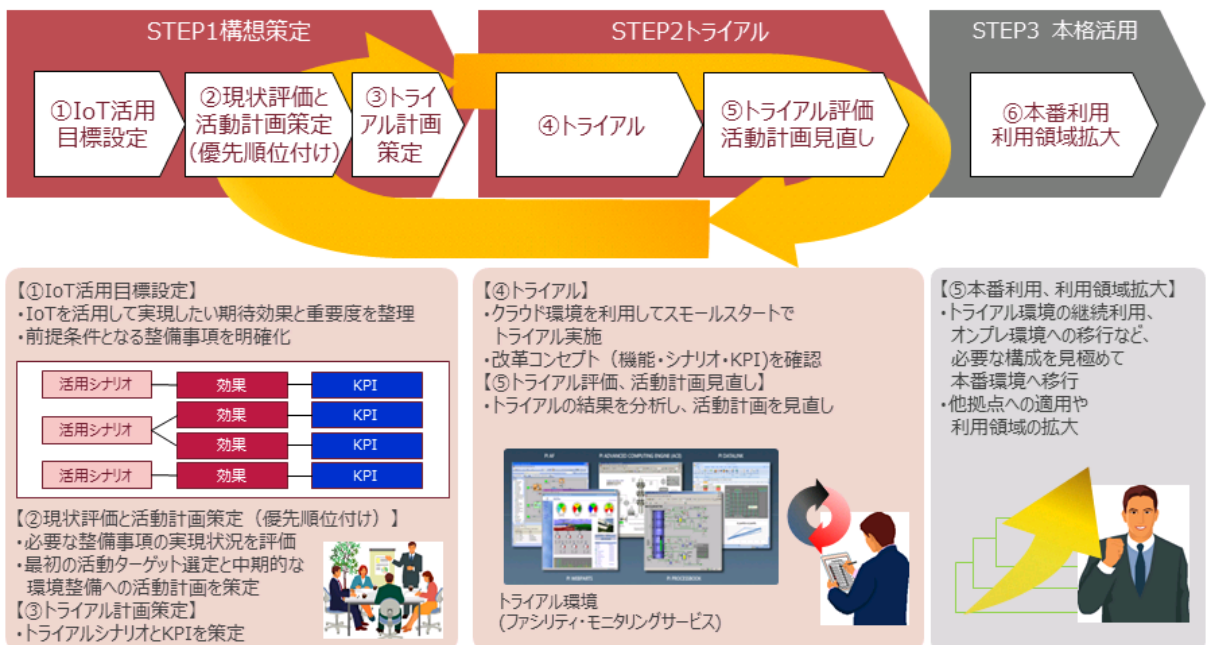 STEP1構想策定
①IoT活用
目標設定
②現状評価と
活動計画策定
(優先順位付け)
③トライ
アル計画
策定
STEP2トライアル
④トライアル
⑤トライアル評価
活動計画見直し
STEP3 本格活用
⑥本番利用
利用領域拡大
【①IoT活用目標設定】
・IoTを活用して実現したい期待効果と重要度を整理
・前提条件となる整備事項を明確化
活用シナリオ 効果 KPI
効果 KPI
活用シナリオ
効果 KPI
活用シナリオ 効果 KPI
【②現状評価と活動計画策定（優先順位付け）】
・必要な整備事項の実現状況を評価
・最初の活動ターゲット選定と中期的な
環境整備への活動計画を策定
【③トライアル計画策定】
・トライアルシナリオとKPIを策定
【④トライアル】
・クラウド環境を利用してスモールスタートで
トライアル実施
・改革コンセプト（機能・シナリオ・KPI)を確認
【⑤トライアル評価、活動計画見直し】
・トライアルの結果を分析し、活動計画を見直し
PI AF PI ADVANCED COMPUTING ENGINE (ACE) PI DATALINK
PI WEBPARTS PI PROCESSBOOK
トライアル環境
(ファシリティ・モニタリングサービス)
【⑤本番利用、利用領域拡大】
・トライアル環境の継続利用、
オンプレ環境への移行など、
必要な構成を見極めて
本番環境へ移行
・他拠点への適用や
利用領域の拡大